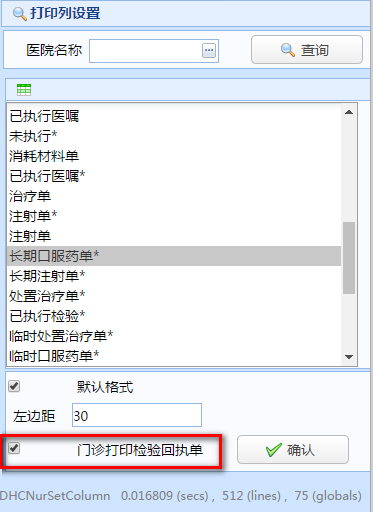 打印列设置
医院名称 ... 查询
已执行医嘱
未执行*
消耗材料单
已执行医嘱*
治疗单
注射单*
注射单
长期口服药单*
长期注射单*
处置治疗单*
已执行检验*
临时处置治疗单*
临时口服药单*
默认格式
左边距 30
门诊打印检验回执单 确认
DHCNurSetColumn 0.016809 (secs) , 512 (lines) , 75 (globals)